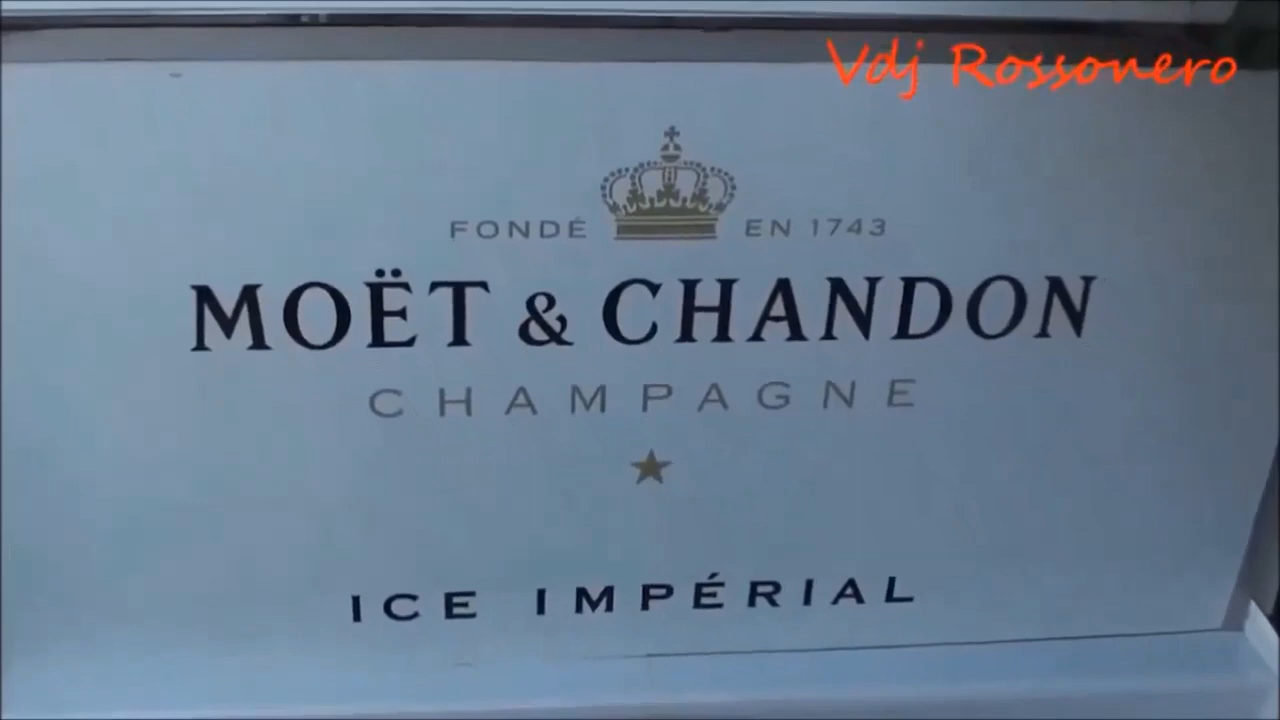 Vdj Rossonero
FONDÉ EN 1743
MOËT & CHANDON
CHAMPAGNE
ICE IMPÉRIAL